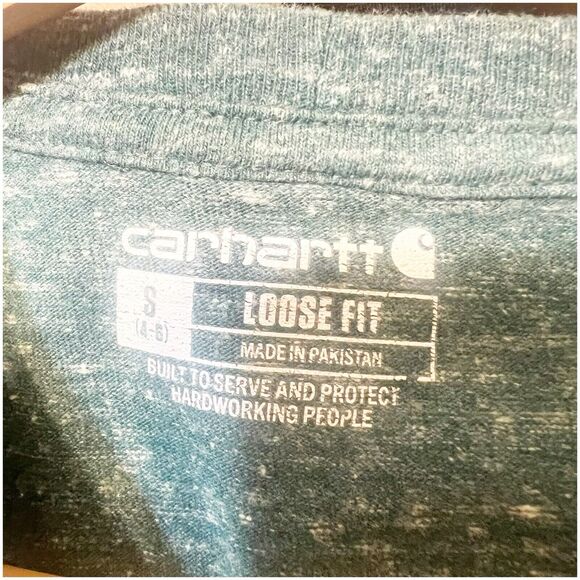 carhartt
S
(4-6)
LOOSE FIT
MADE IN PAKISTAN
BUILT TO SERVE AND PROTECT
HARDWORKING PEOPLE